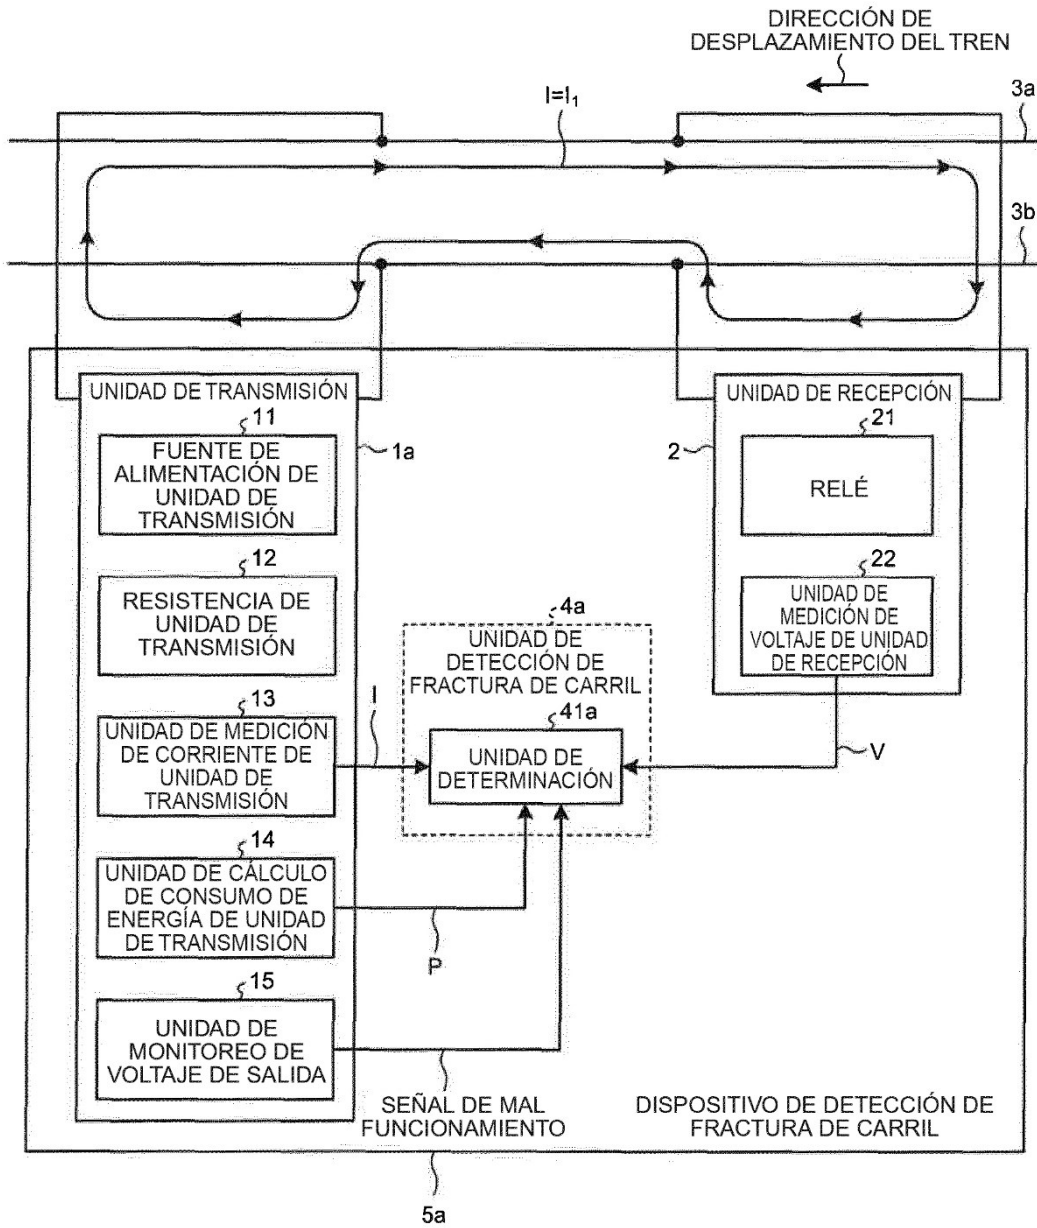 DIRECCIÓN DE
DESPLAZAMIENTO DEL TREN
I=I₁
3a
3b
UNIDAD DE TRANSMISIÓN
11
FUENTE DE
ALIMENTACIÓN DE
UNIDAD DE
TRANSMISIÓN
1a
12
RESISTENCIA DE
UNIDAD DE
TRANSMISIÓN
13
UNIDAD DE MEDICIÓN
DE CORRIENTE DE
UNIDAD DE
TRANSMISIÓN
I
14
UNIDAD DE CÁLCULO
DE CONSUMO DE
ENERGÍA DE UNIDAD
DE TRANSMISIÓN
P
15
UNIDAD DE
MONITOREO DE
VOLTAJE DE SALIDA
SEÑAL DE MAL
FUNCIONAMIENTO
4a
UNIDAD DE
DETECCIÓN DE
FRACTURA DE CARRIL
41a
UNIDAD DE
DETERMINACIÓN
UNIDAD DE RECEPCIÓN
2
21
RELÉ
22
UNIDAD DE
MEDICIÓN DE
VOLTAJE DE UNIDAD
DE RECEPCIÓN
V
DISPOSITIVO DE DETECCIÓN DE
FRACTURA DE CARRIL
5a